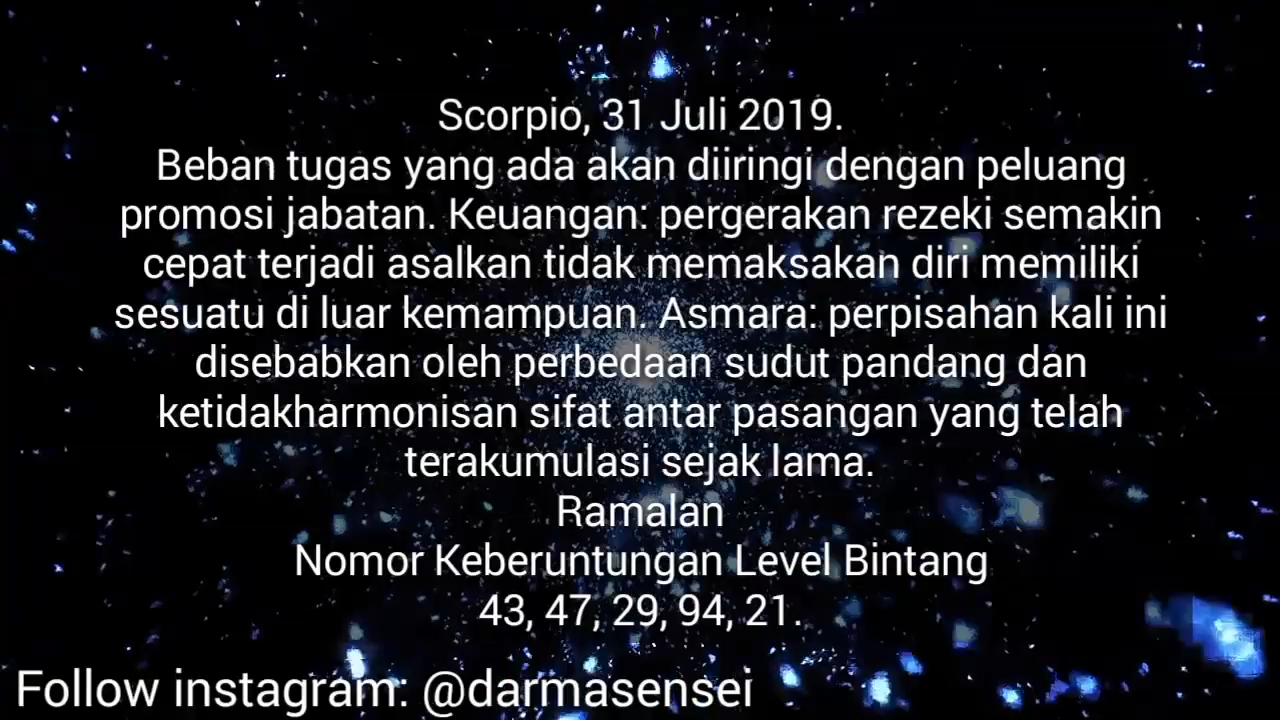 Scorpio, 31 Juli 2019.
Beban tugas yang ada akan diiringi dengan peluang
promosi jabatan. Keuangan: pergerakan rezeki semakin
cepat terjadi asalkan tidak memaksakan diri memiliki
sesuatu di luar kemampuan. Asmara: perpisahan kali ini
disebabkan oleh perbedaan sudut pandang dan
ketidakharmonisan sifat antar pasangan yang telah
terakumulasi sejak lama.
Ramalan
Nomor Keberuntungan Level Bintang
43, 47, 29, 94, 21.
Follow instagram: @darmasensei